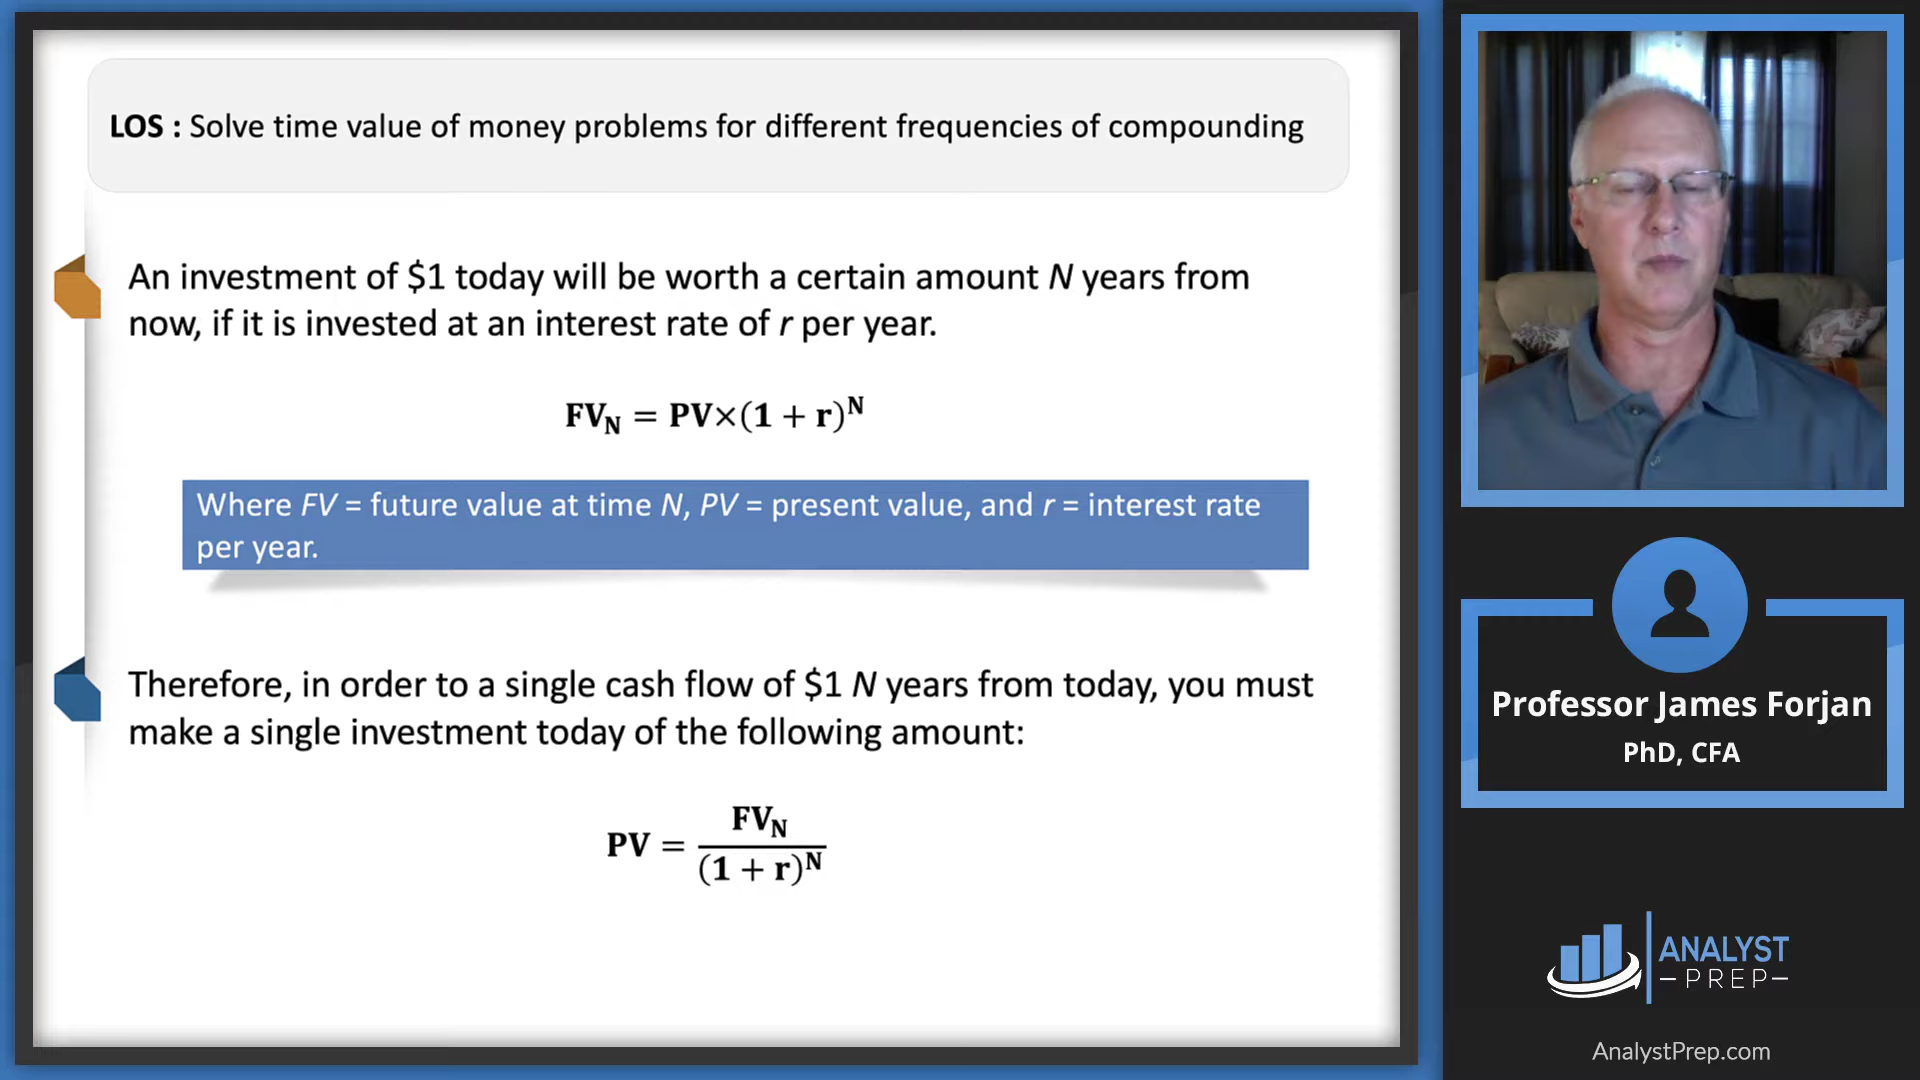 LOS : Solve time value of money problems for different frequencies of compounding
An investment of $1 today will be worth a certain amount N years from
now, if it is invested at an interest rate of r per year.
FV_N = PV×(1 + r)^N
Where FV = future value at time N, PV = present value, and r = interest rate
per year.
Therefore, in order to a single cash flow of $1 N years from today, you must
make a single investment today of the following amount:
PV = FV_N / (1 + r)^N
Professor James Forjan
PhD, CFA
ANALYST
PREP
AnalystPrep.com